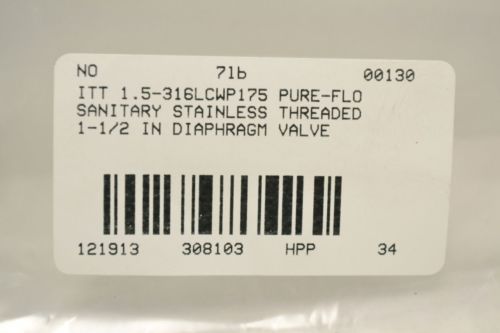 NO 7lb 00130
ITT 1.5-316LCWP175 PURE-FLO
SANITARY STAINLESS THREADED
1-1/2 IN DIAPHRAGM VALVE
121913 308103 HPP 34